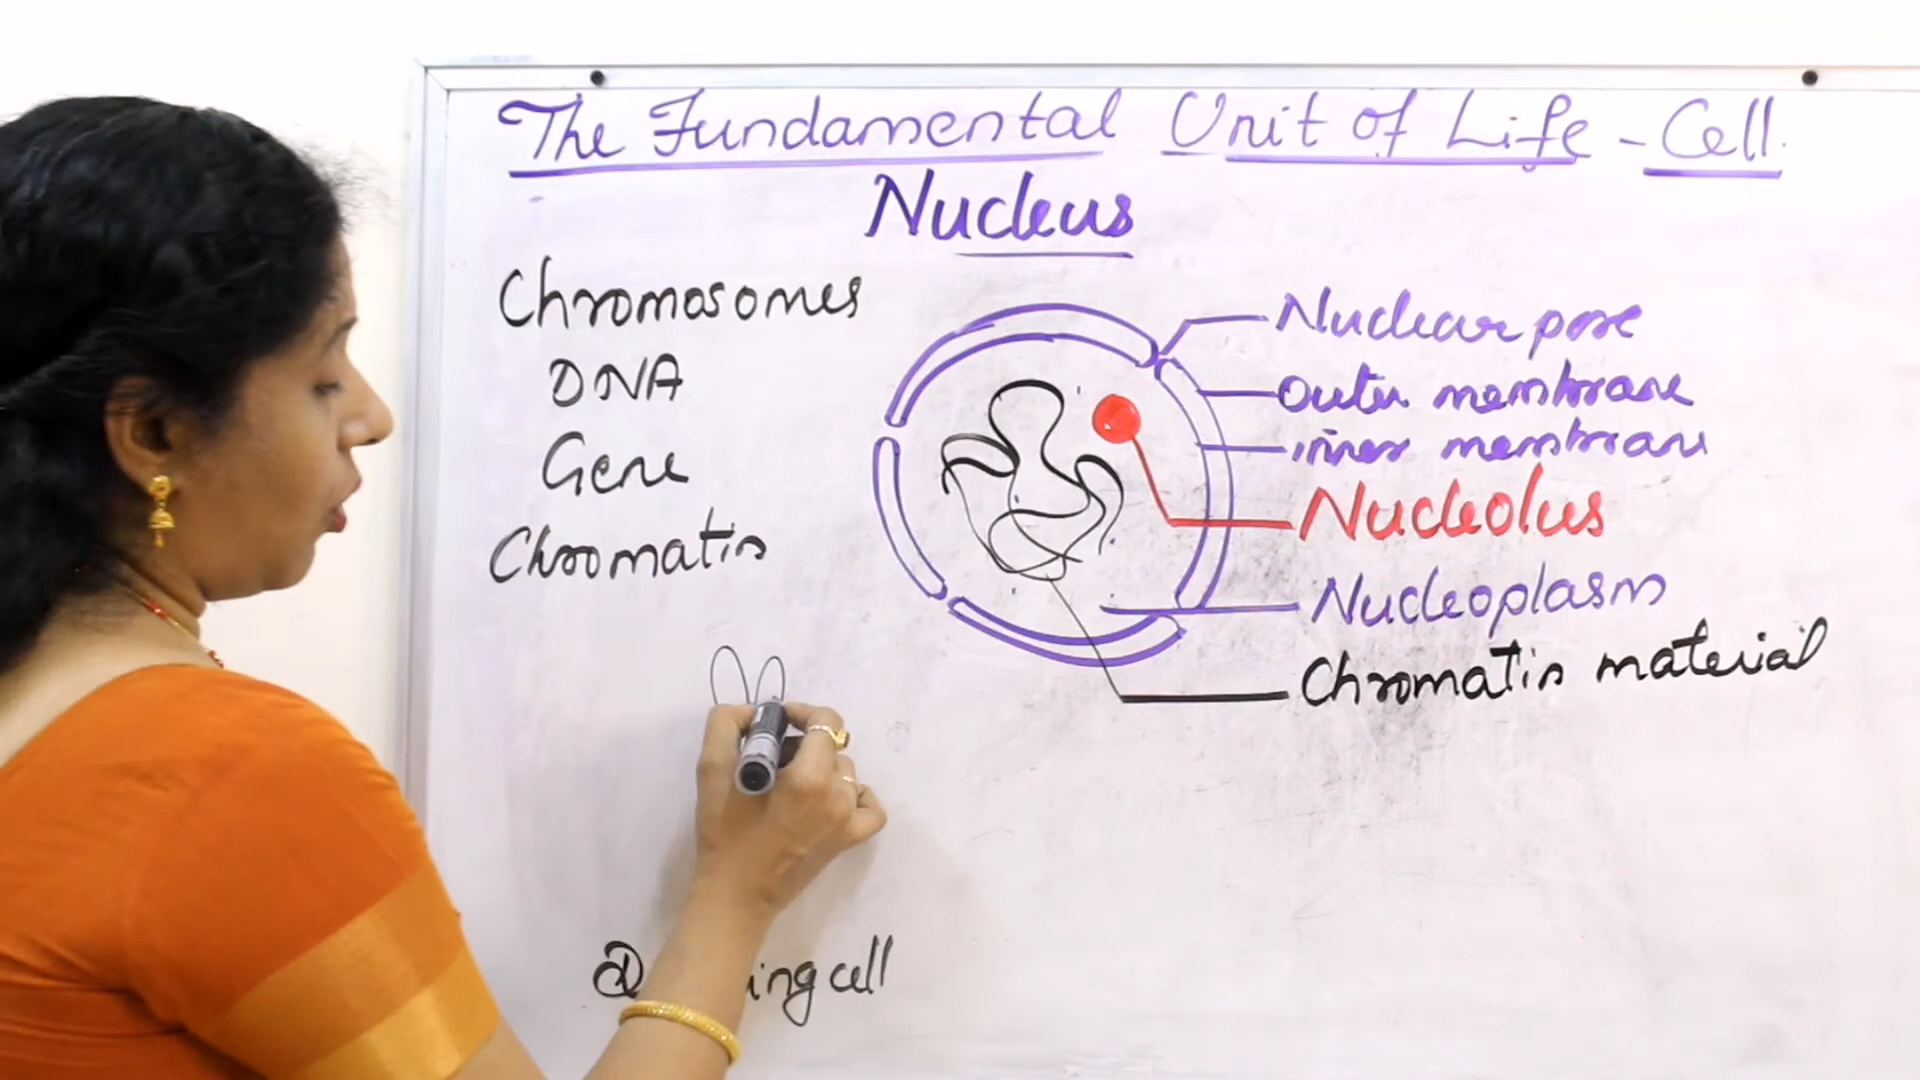 The Fundamental Unit of Life - Cell.
Nucleus
Chromosomes
DNA
Gene
Chromatin
Nuclear pore
Outer membrane
inner membrane
Nucleolus
Nucleoplasm
Chromatin material
cell